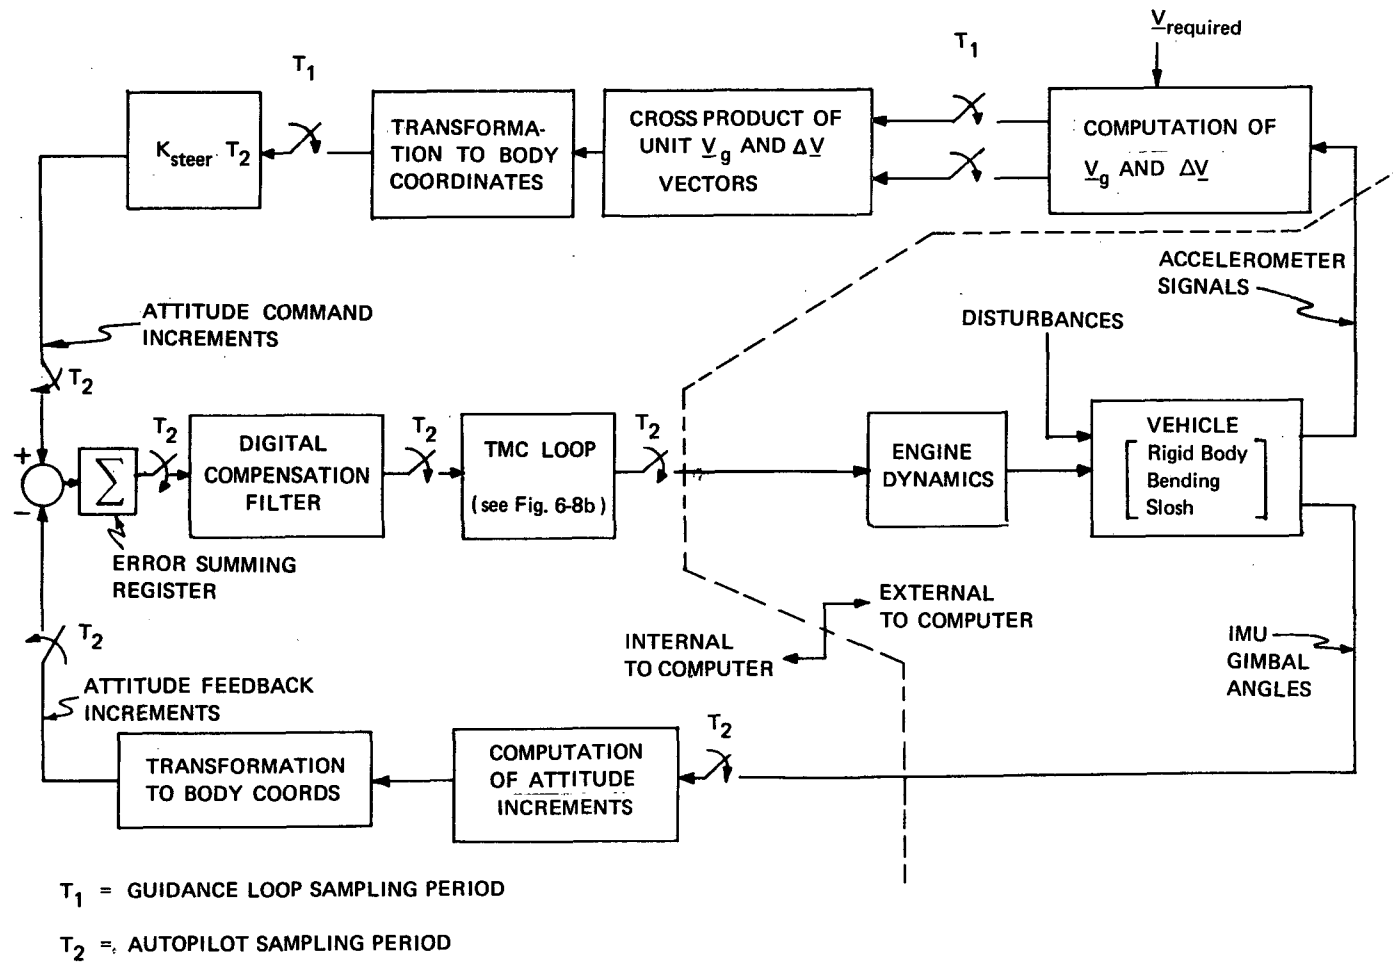 V required
T1
T1
Ksteer T2
TRANSFORMA-
TION TO BODY
COORDINATES
CROSS PRODUCT OF
UNIT Vg AND ΔV
VECTORS
COMPUTATION OF
Vg AND ΔV
ACCELEROMETER
SIGNALS
ATTITUDE COMMAND
INCREMENTS
DISTURBANCES
T2
+
−
Σ
T2
DIGITAL
COMPENSATION
FILTER
T2
TMC LOOP
(see Fig. 6-8b)
T2
ENGINE
DYNAMICS
VEHICLE
Rigid Body
Bending
Slosh
ERROR SUMMING
REGISTER
EXTERNAL
TO COMPUTER
INTERNAL
TO COMPUTER
IMU
GIMBAL
ANGLES
T2
ATTITUDE FEEDBACK
INCREMENTS
TRANSFORMATION
TO BODY COORDS
COMPUTATION
OF ATTITUDE
INCREMENTS
T2
T1 = GUIDANCE LOOP SAMPLING PERIOD
T2 = AUTOPILOT SAMPLING PERIOD